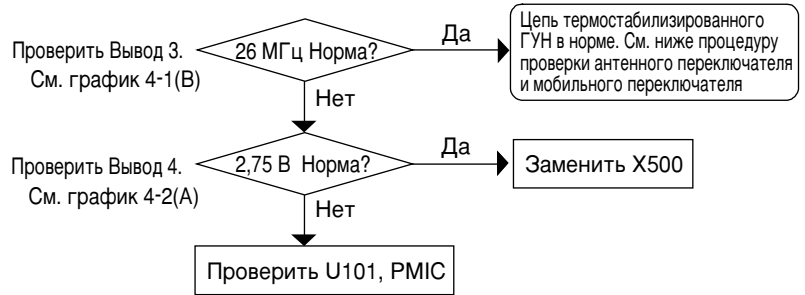 Проверить Вывод 3.
См. график 4-1(B)
26 МГц Норма?
Да
Цепь термостабилизированного
ГУН в норме. См. ниже процедуру
проверки антенного переключателя
и мобильного переключателя
Нет
Проверить Вывод 4.
См. график 4-2(A)
2,75 В Норма?
Да
Заменить X500
Нет
Проверить U101, PMIC